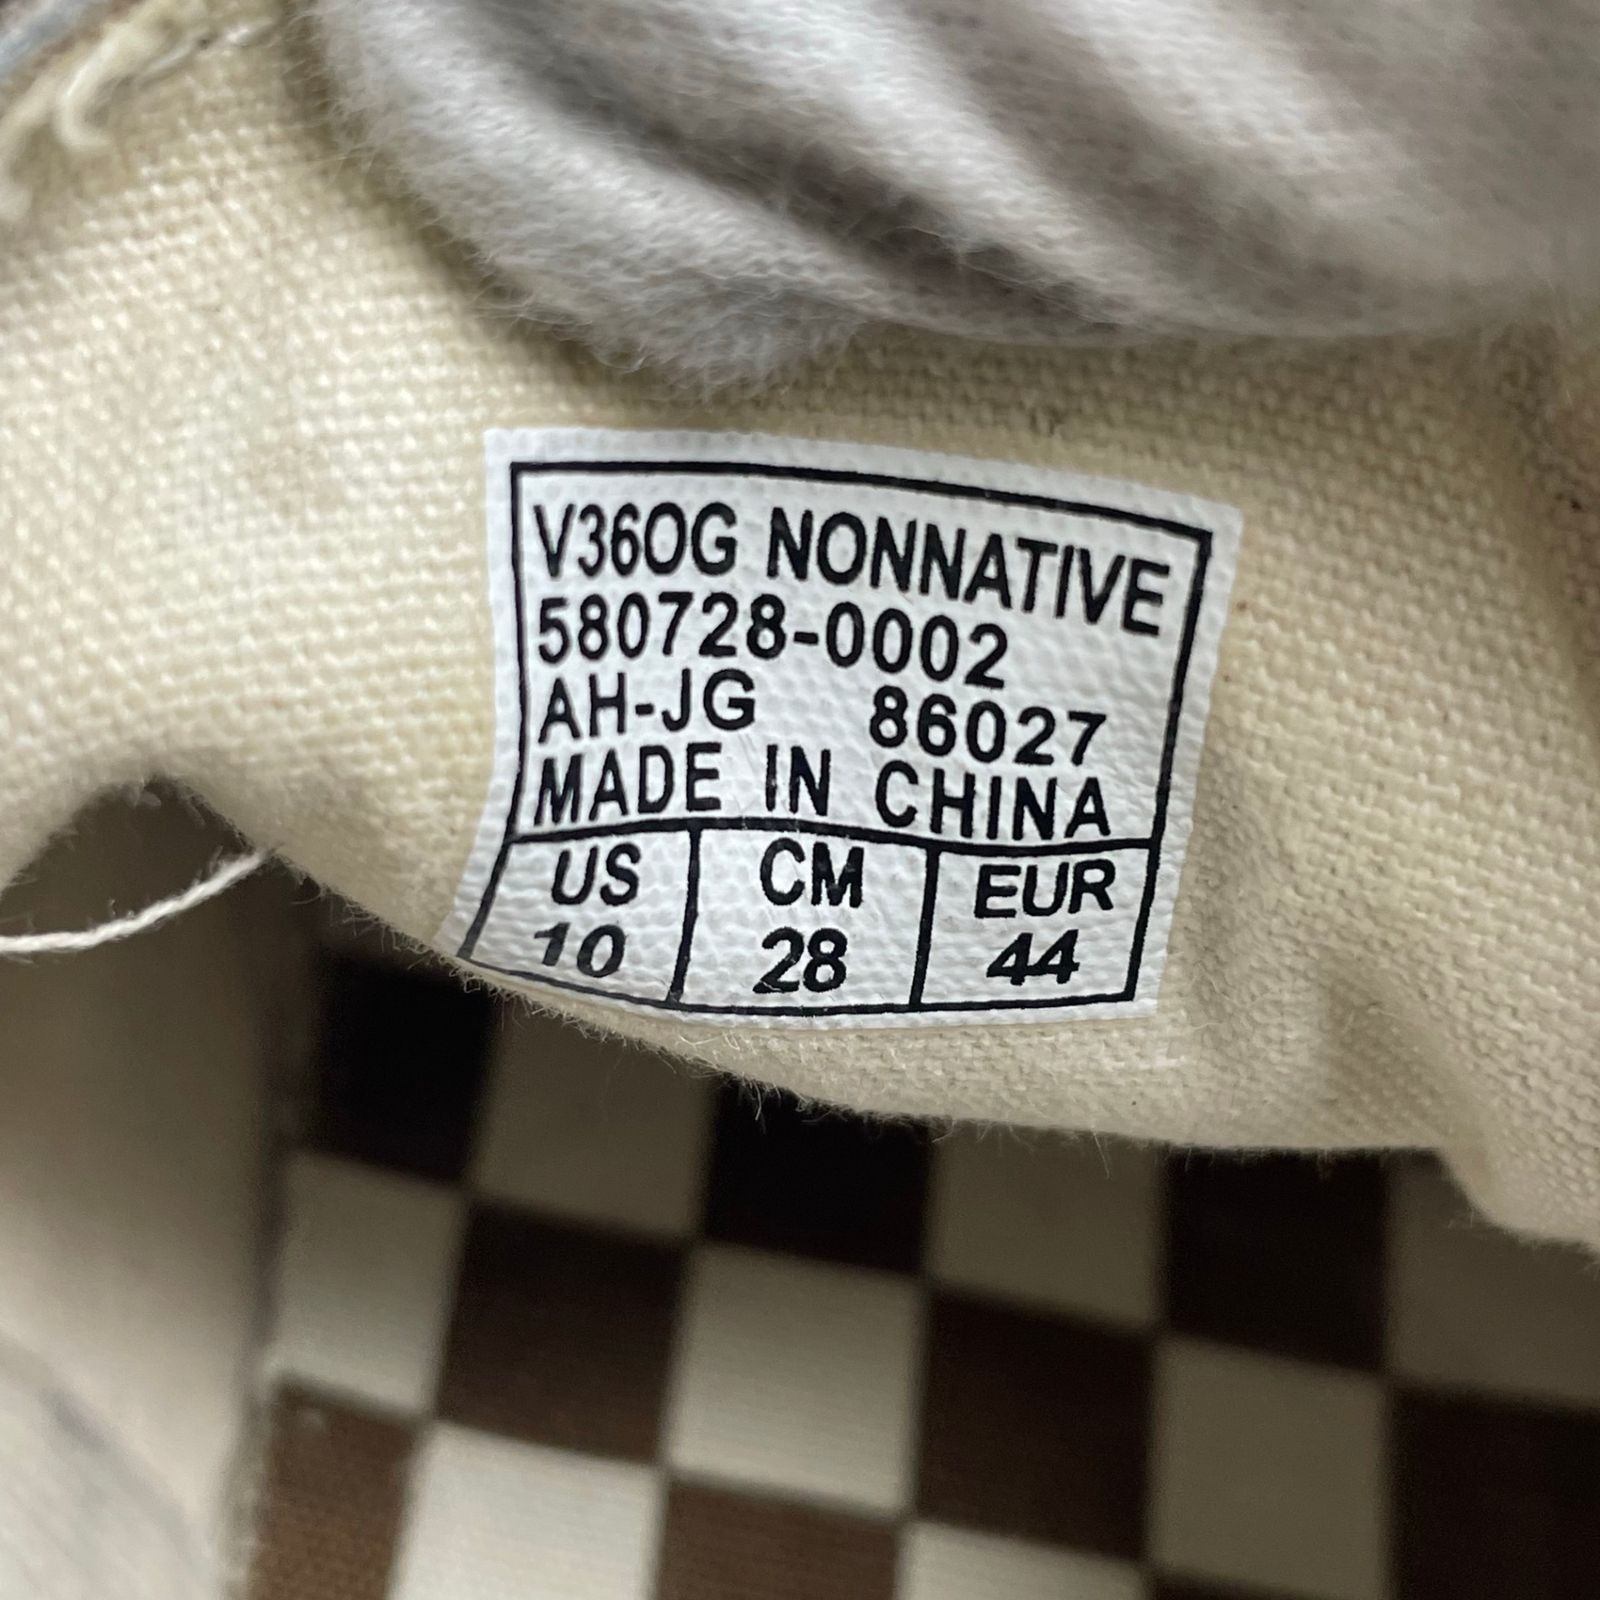 V36OG NONNATIVE
580728-0002
AH-JG 86027
MADE IN CHINA
US CM EUR
10 28 44